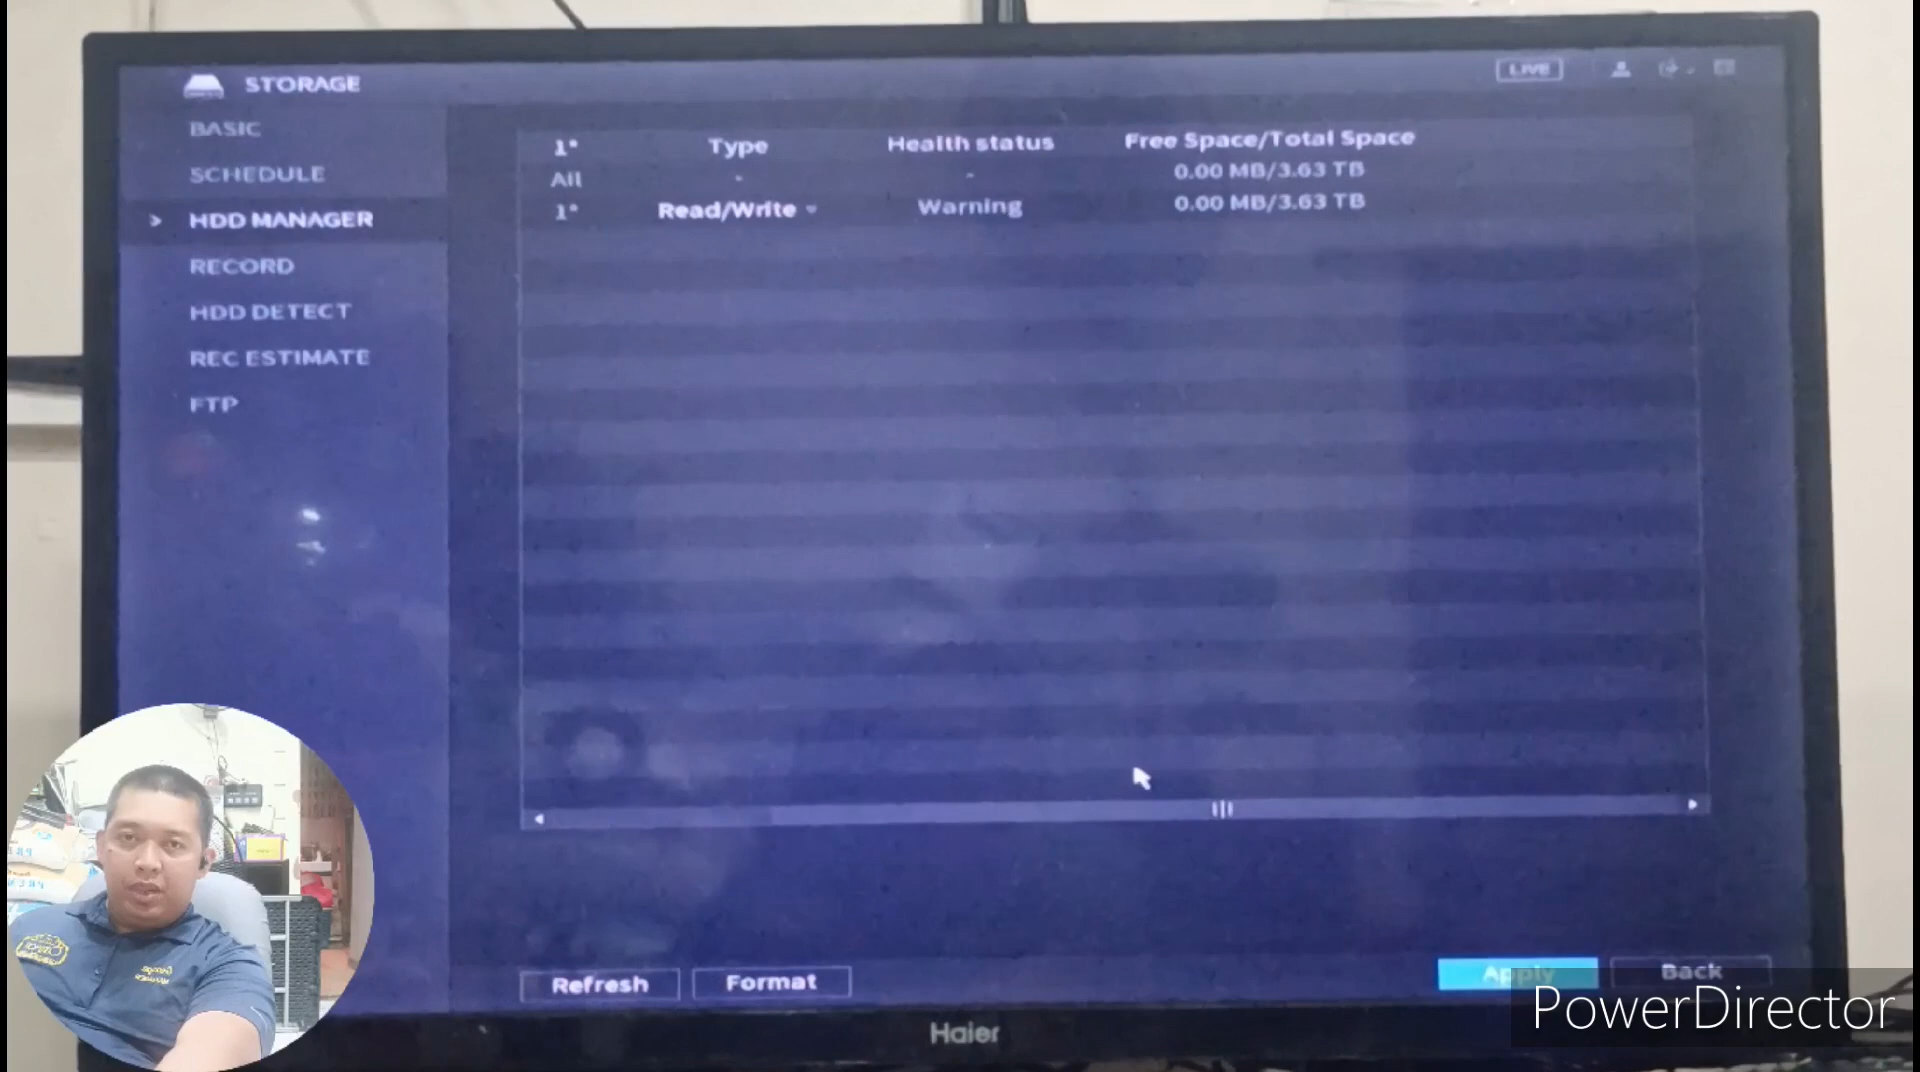 STORAGE
LIVE
BASIC
SCHEDULE
> HDD MANAGER
RECORD
HDD DETECT
REC ESTIMATE
FTP
1* Type Health status Free Space/Total Space
All - - 0.00 MB/3.63 TB
1* Read/Write Warning 0.00 MB/3.63 TB
Refresh Format Apply Back
PowerDirector
Haier